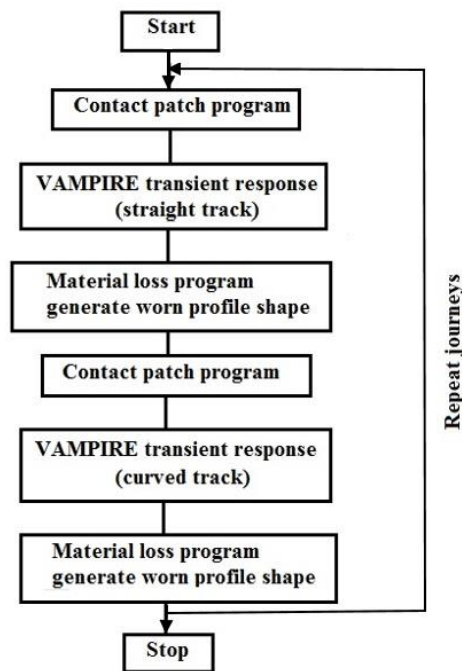 Start
Contact patch program
VAMPIRE transient response
(straight track)
Material loss program
generate worn profile shape
Contact patch program
VAMPIRE transient response
(curved track)
Material loss program
generate worn profile shape
Stop
Repeat journeys